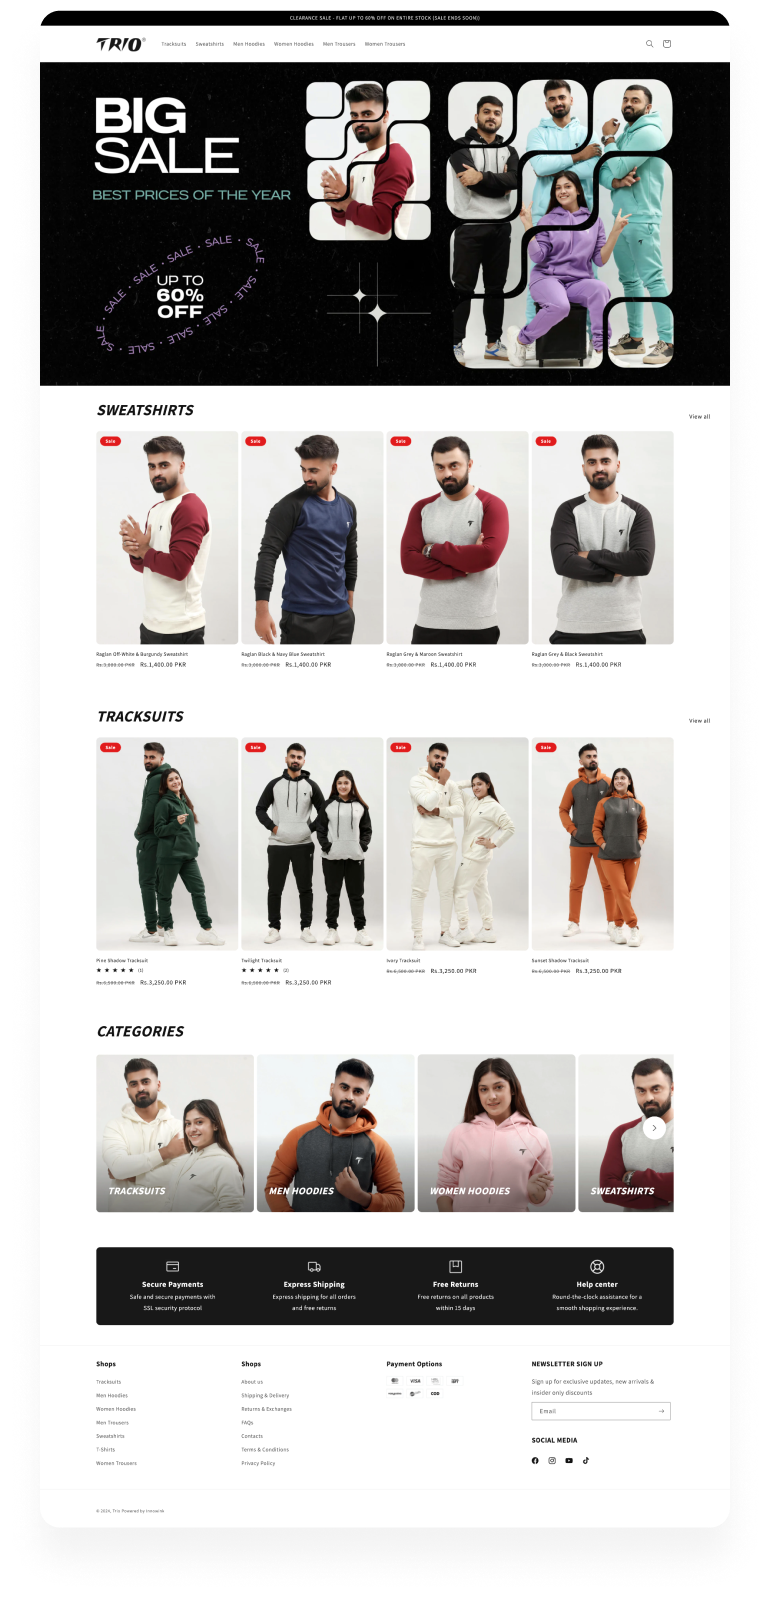 CLEARANCE SALE - FLAT UP TO 60% OFF ON ENTIRE STOCK (SALE ENDS SOON))
TRIO®
Tracksuits Sweatshirts Men Hoodies Women Hoodies Men Trousers Women Trousers
BIG
SALE
BEST PRICES OF THE YEAR
SALE • SALE • SALE • SALE • SALE • SALE • SALE • SALE • SALE
UP TO
60%
OFF
SWEATSHIRTS
View all
Sale Sale Sale Sale
Raglan Off-White & Burgundy Sweatshirt
Rs.3,000.00 PKR Rs.1,400.00 PKR
Raglan Black & Navy Blue Sweatshirt
Rs.3,000.00 PKR Rs.1,400.00 PKR
Raglan Grey & Maroon Sweatshirt
Rs.3,000.00 PKR Rs.1,400.00 PKR
Raglan Grey & Black Sweatshirt
Rs.3,000.00 PKR Rs.1,400.00 PKR
TRACKSUITS
View all
Sale Sale Sale Sale
Pine Shadow Tracksuit
★ ★ ★ ★ ★ (1)
Rs.6,500.00 PKR Rs.3,250.00 PKR
Twilight Tracksuit
★ ★ ★ ★ ★ (2)
Rs.6,500.00 PKR Rs.3,250.00 PKR
Ivory Tracksuit
Rs.6,500.00 PKR Rs.3,250.00 PKR
Sunset Shadow Tracksuit
Rs.6,500.00 PKR Rs.3,250.00 PKR
CATEGORIES
TRACKSUITS
MEN HOODIES
WOMEN HOODIES
SWEATSHIRTS
Secure Payments
Safe and secure payments with
SSL security protocol
Express Shipping
Express shipping for all orders
and free returns
Free Returns
Free returns on all products
within 15 days
Help center
Round-the-clock assistance for a
smooth shopping experience.
Shops
Tracksuits
Men Hoodies
Women Hoodies
Men Trousers
Sweatshirts
T-Shirts
Women Trousers
Shops
About us
Shipping & Delivery
Returns & Exchanges
FAQs
Contacts
Terms & Conditions
Privacy Policy
Payment Options
VISA
COD
NEWSLETTER SIGN UP
Sign up for exclusive updates, new arrivals &
insider only discounts
Email
SOCIAL MEDIA
© 2024, Trio Powered by